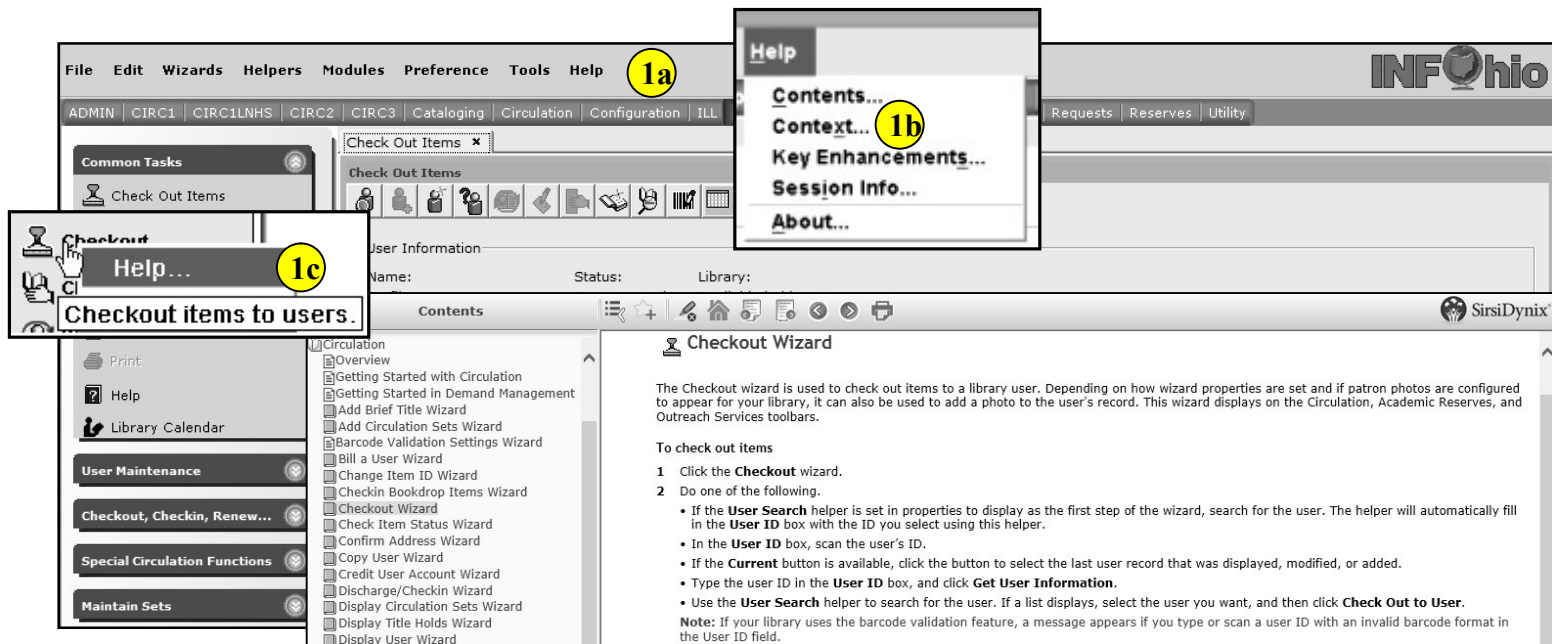 File Edit Wizards Helpers Modules Preference Tools Help 1a
INFOhio
ADMIN CIRC1 CIRC1LNHS CIRC2 CIRC3 Cataloging Circulation Configuration ILL
Requests Reserves Utility
Help
Contents...
Context... 1b
Key Enhancements...
Session Info...
About...
Common Tasks
Check Out Items
Check Out Items ×
Check Out Items
User Information
Name: Status: Library:
Checkout
Help... 1c
Checkout items to users.
Print
Help
Library Calendar
User Maintenance
Checkout, Checkin, Renew...
Special Circulation Functions
Maintain Sets
Contents
SirsiDynix
Circulation
Overview
Getting Started with Circulation
Getting Started in Demand Management
Add Brief Title Wizard
Add Circulation Sets Wizard
Barcode Validation Settings Wizard
Bill a User Wizard
Change Item ID Wizard
Checkin Bookdrop Items Wizard
Checkout Wizard
Check Item Status Wizard
Confirm Address Wizard
Copy User Wizard
Credit User Account Wizard
Discharge/Checkin Wizard
Display Circulation Sets Wizard
Display Title Holds Wizard
Display User Wizard
Checkout Wizard
The Checkout wizard is used to check out items to a library user. Depending on how wizard properties are set and if patron photos are configured
to appear for your library, it can also be used to add a photo to the user's record. This wizard displays on the Circulation, Academic Reserves, and
Outreach Services toolbars.
To check out items
1 Click the Checkout wizard.
2 Do one of the following.
• If the User Search helper is set in properties to display as the first step of the wizard, search for the user. The helper will automatically fill
in the User ID box with the ID you select using this helper.
• In the User ID box, scan the user's ID.
• If the Current button is available, click the button to select the last user record that was displayed, modified, or added.
• Type the user ID in the User ID box, and click Get User Information.
• Use the User Search helper to search for the user. If a list displays, select the user you want, and then click Check Out to User.
Note: If your library uses the barcode validation feature, a message appears if you type or scan a user ID with an invalid barcode format in
the User ID field.